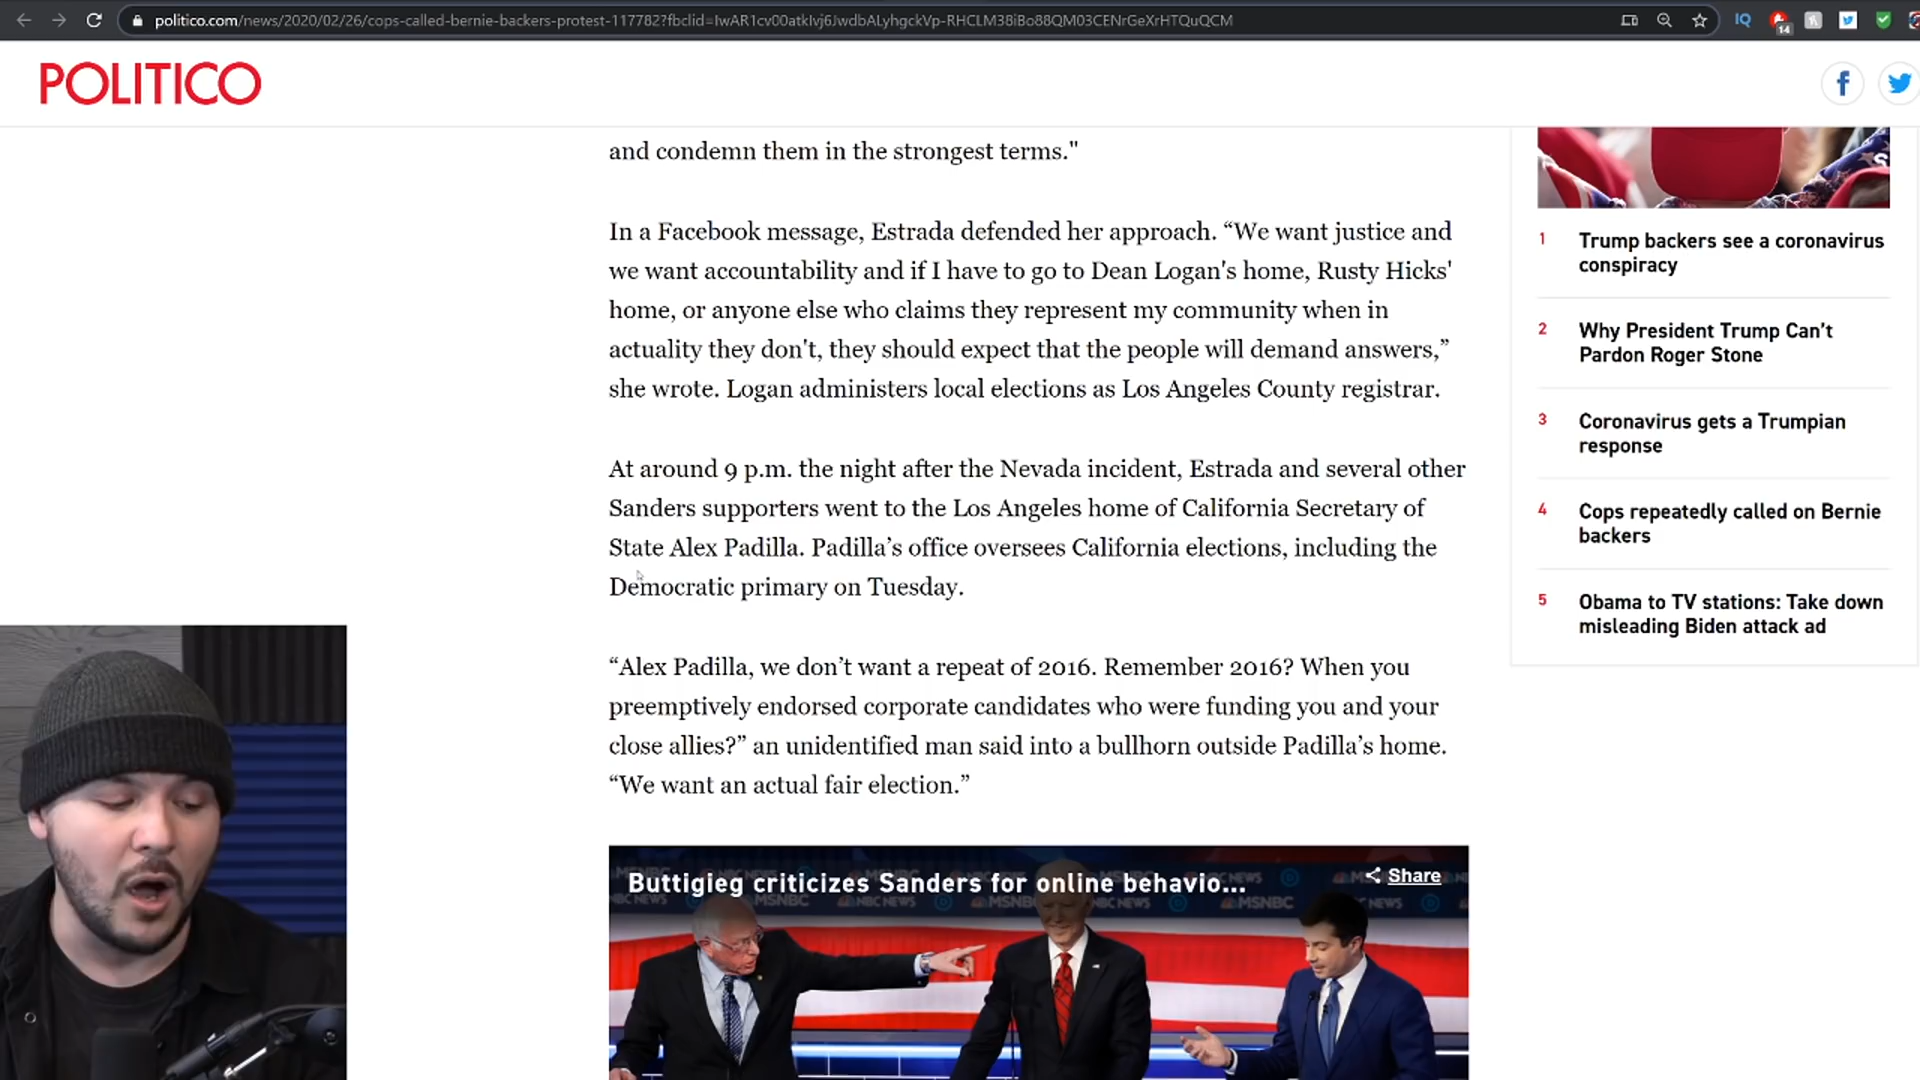 politico.com/news/2020/02/26/cops-called-bernie-backers-protest-117782?fbclid=IwAR1cv00atkIvj6JwdbALyhgckVp-RHCLM38iBo88QM03CENrGeXrHTQuQCM
IQ
14
POLITICO
and condemn them in the strongest terms."
In a Facebook message, Estrada defended her approach. “We want justice and
we want accountability and if I have to go to Dean Logan's home, Rusty Hicks'
home, or anyone else who claims they represent my community when in
actuality they don't, they should expect that the people will demand answers,”
she wrote. Logan administers local elections as Los Angeles County registrar.
At around 9 p.m. the night after the Nevada incident, Estrada and several other
Sanders supporters went to the Los Angeles home of California Secretary of
State Alex Padilla. Padilla’s office oversees California elections, including the
Democratic primary on Tuesday.
“Alex Padilla, we don’t want a repeat of 2016. Remember 2016? When you
preemptively endorsed corporate candidates who were funding you and your
close allies?” an unidentified man said into a bullhorn outside Padilla’s home.
“We want an actual fair election.”
Buttigieg criticizes Sanders for online behavio...
Share
MSNBC
NBC NEWS
MSNBC
NBC NEWS
MSNBC
1 Trump backers see a coronavirus
conspiracy
2 Why President Trump Can’t
Pardon Roger Stone
3 Coronavirus gets a Trumpian
response
4 Cops repeatedly called on Bernie
backers
5 Obama to TV stations: Take down
misleading Biden attack ad